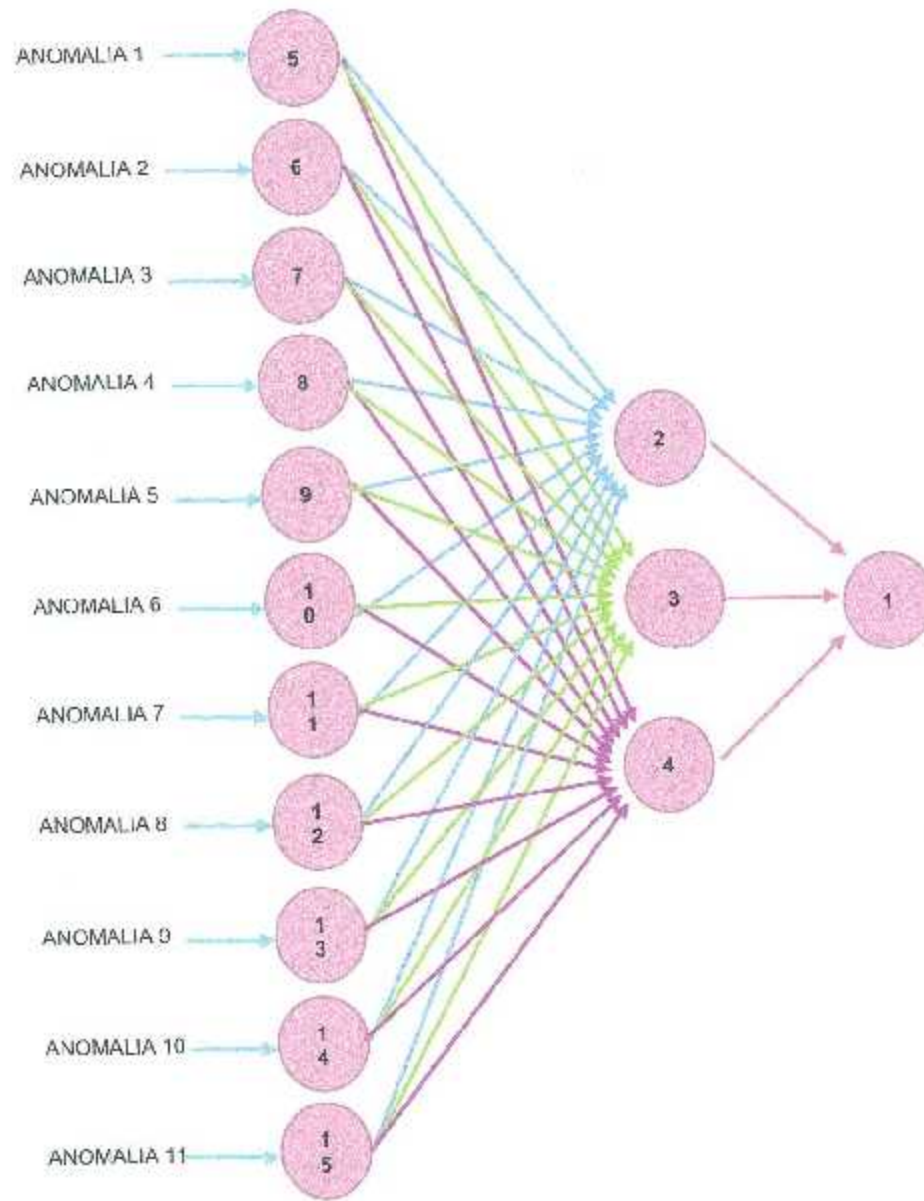 ANOMALIA 1
5
ANOMALIA 2
6
ANOMALIA 3
7
ANOMALIA 4
8
2
ANOMALIA 5
9
ANOMALIA 6
1
0
3
1
ANOMALIA 7
1
1
4
ANOMALIA 8
1
2
ANOMALIA 9
1
3
ANOMALIA 10
1
4
ANOMALIA 11
1
5